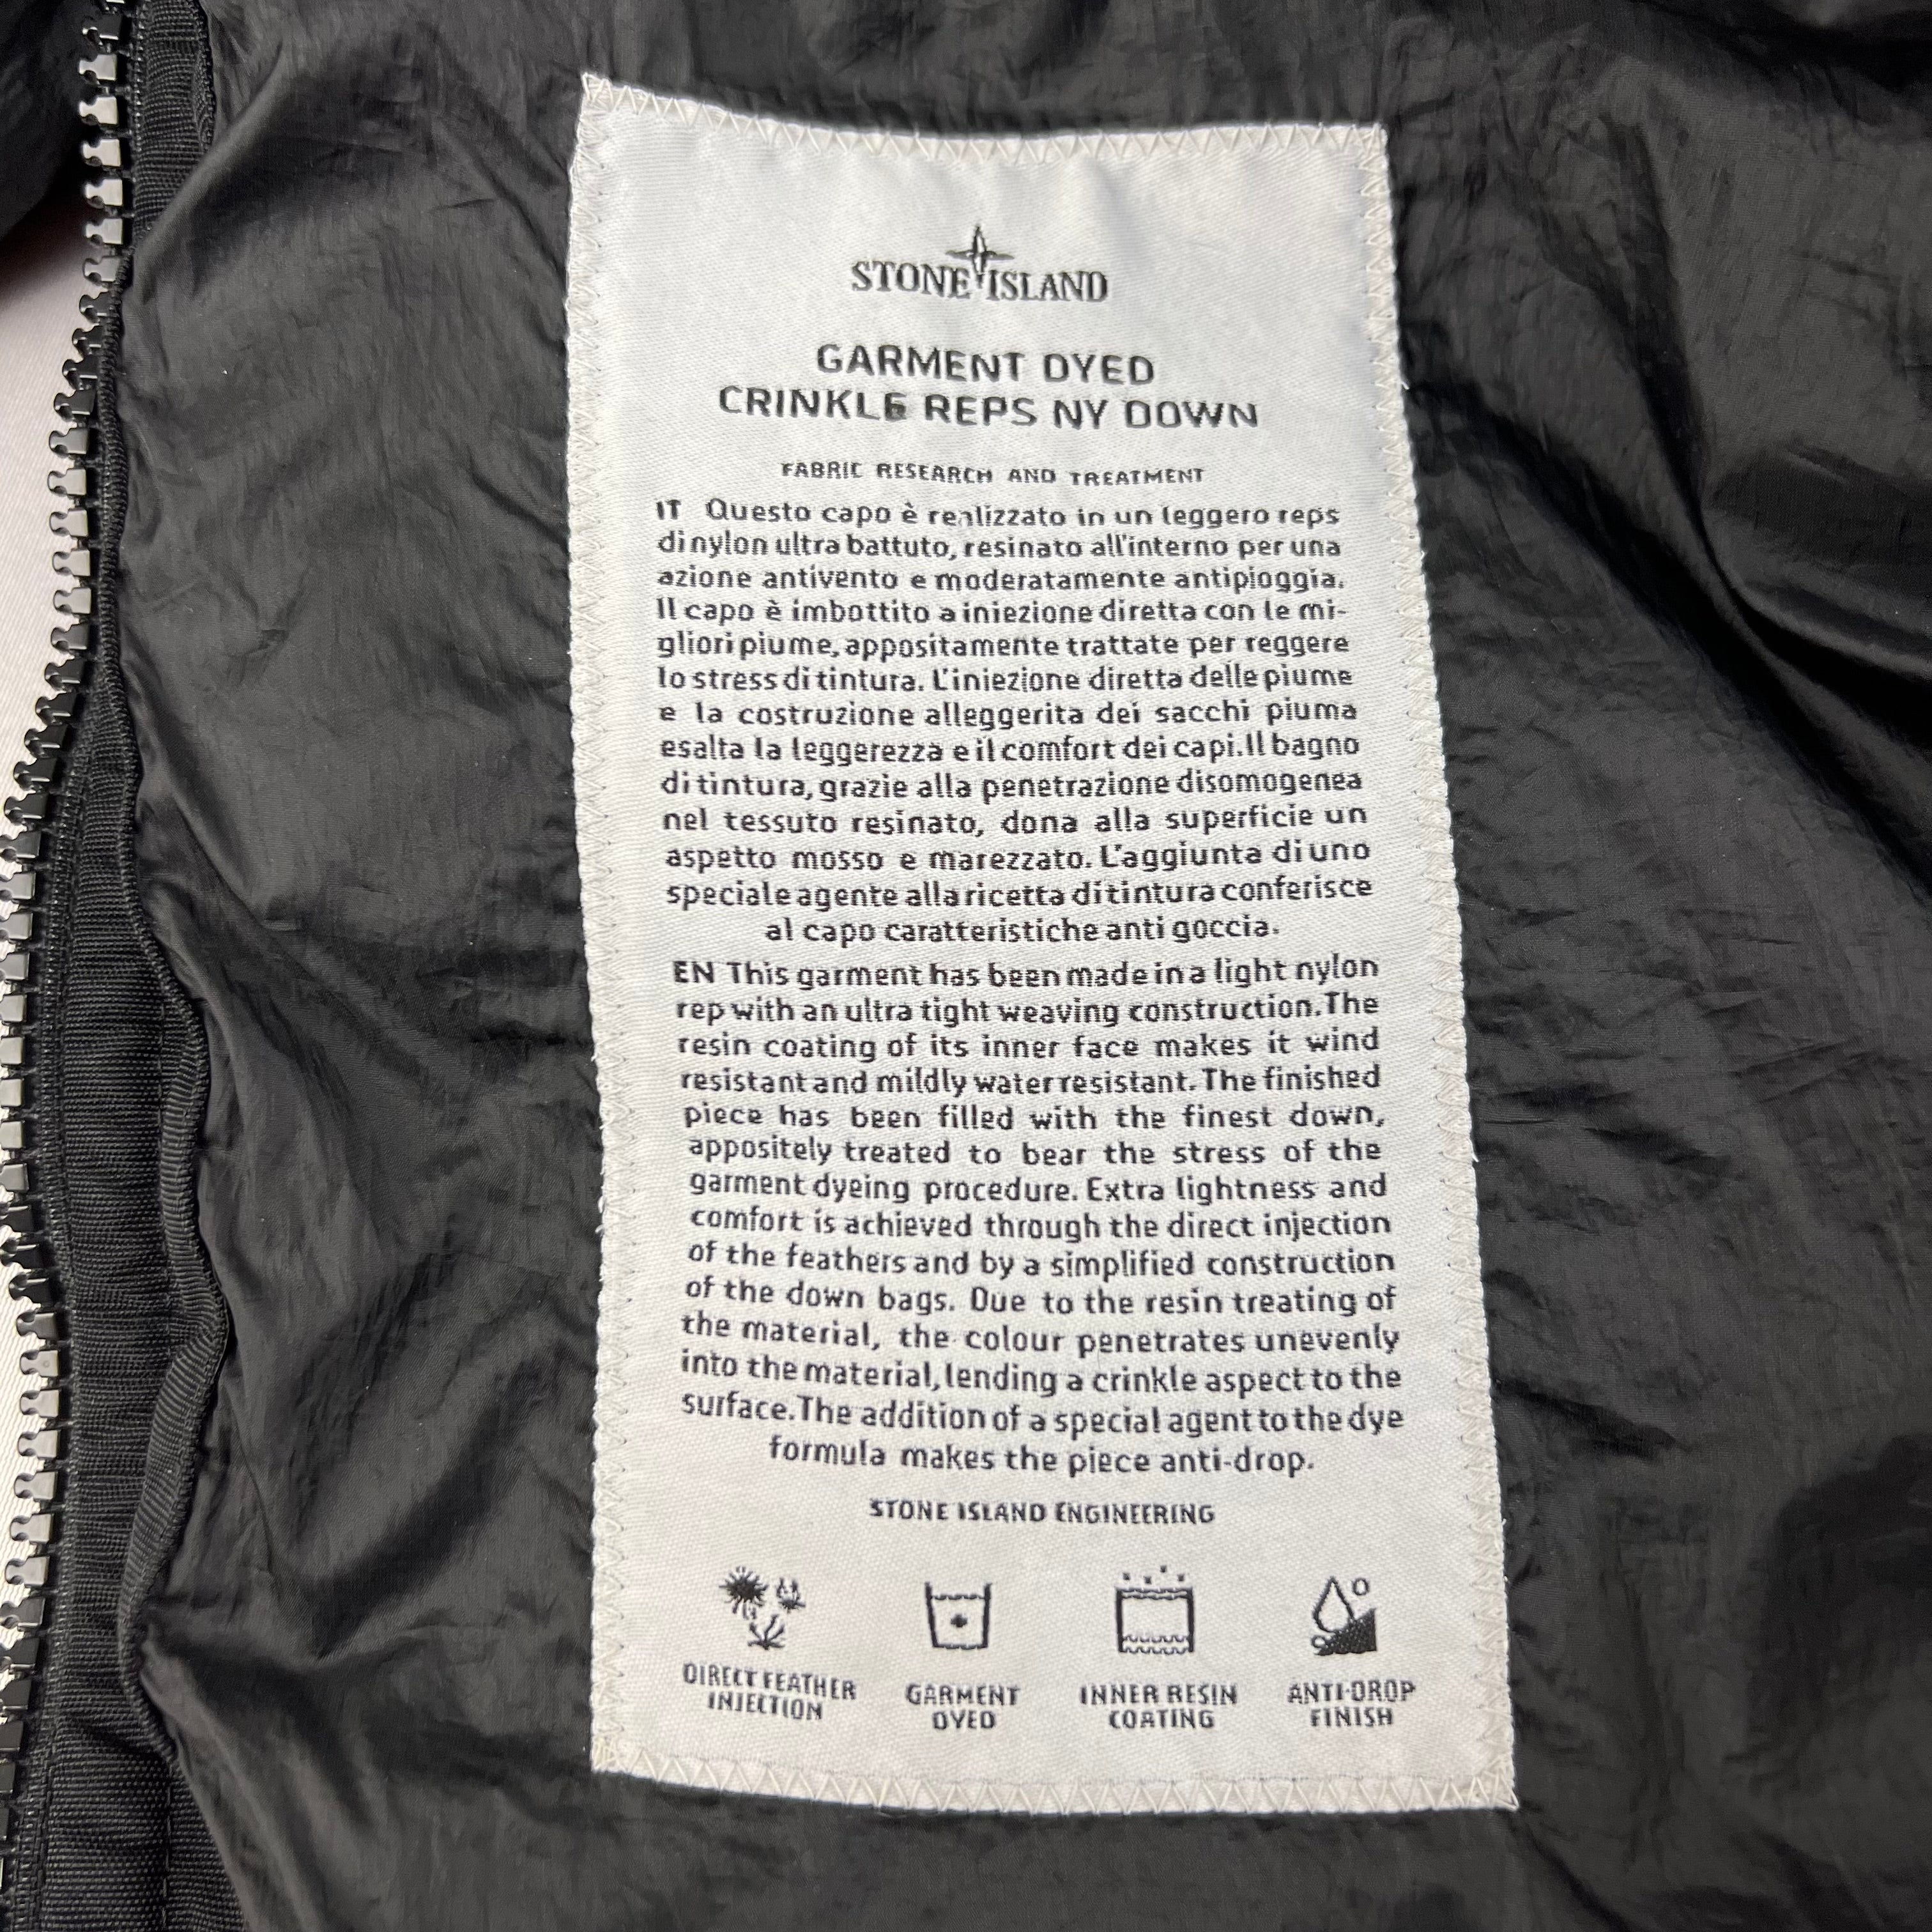 STONE ISLAND
GARMENT DYED
CRINKLE REPS NY DOWN
FABRIC RESEARCH AND TREATMENT
IT Questo capo è realizzato in un leggero reps
di nylon ultra battuto, resinato all'interno per una
azione antivento e moderatamente antipioggia.
Il capo è imbottito a iniezione diretta con le mi-
gliori piume, appositamente trattate per reggere
lo stress di tintura. L'iniezione diretta delle piume
e la costruzione alleggerita dei sacchi piuma
esalta la leggerezza e il comfort dei capi. Il bagno
di tintura, grazie alla penetrazione disomogenea
nel tessuto resinato, dona alla superficie un
aspetto mosso e marezzato. L'aggiunta di uno
speciale agente alla ricetta di tintura conferisce
al capo caratteristiche anti goccia.
EN This garment has been made in a light nylon
rep with an ultra tight weaving construction. The
resin coating of its inner face makes it wind
resistant and mildly water resistant. The finished
piece has been filled with the finest down,
appositely treated to bear the stress of the
garment dyeing procedure. Extra lightness and
comfort is achieved through the direct injection
of the feathers and by a simplified construction
of the down bags. Due to the resin treating of
the material, the colour penetrates unevenly
into the material, lending a crinkle aspect to the
surface. The addition of a special agent to the dye
formula makes the piece anti-drop.
STONE ISLAND ENGINEERING
DIRECT FEATHER
INJECTION
GARMENT
DYED
INNER RESIN
COATING
ANTI-DROP
FINISH